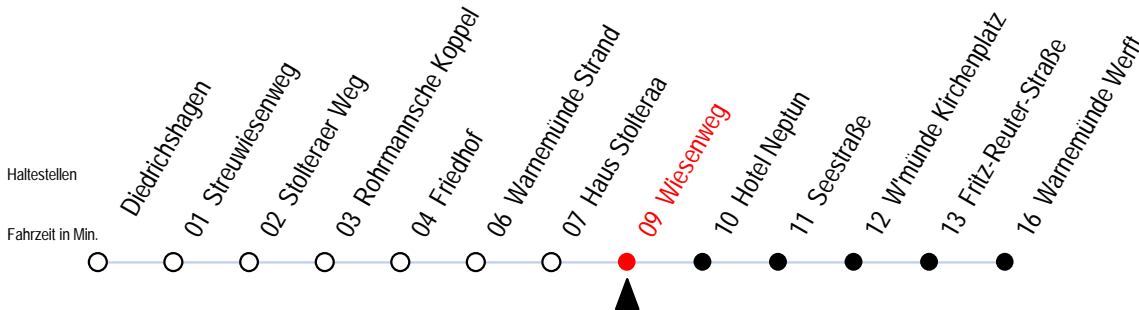 Haltestellen
Fahrzeit in Min.
Diedrichshagen
01 Streuwiesenweg
02 Stolteraer Weg
03 Rohrmannsche Koppel
04 Friedhof
06 Warnemünde Strand
07 Haus Stolteraa
09 Wiesenweg
10 Hotel Neptun
11 Seestraße
12 W'münde Kirchenplatz
13 Fritz-Reuter-Straße
16 Warnemünde Werft